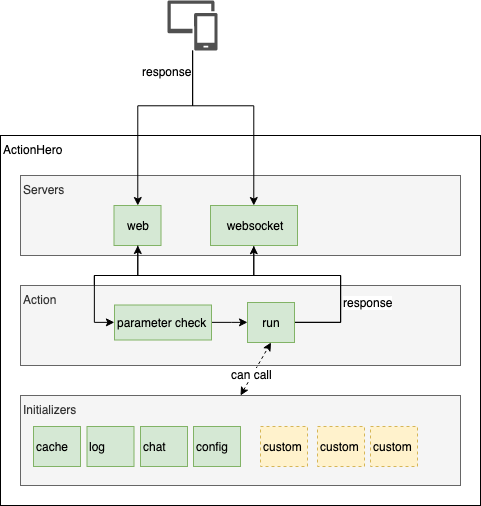 response
ActionHero
Servers
web
websocket
Action
response
parameter check
run
can call
Initializers
cache
log
chat
config
custom
custom
custom